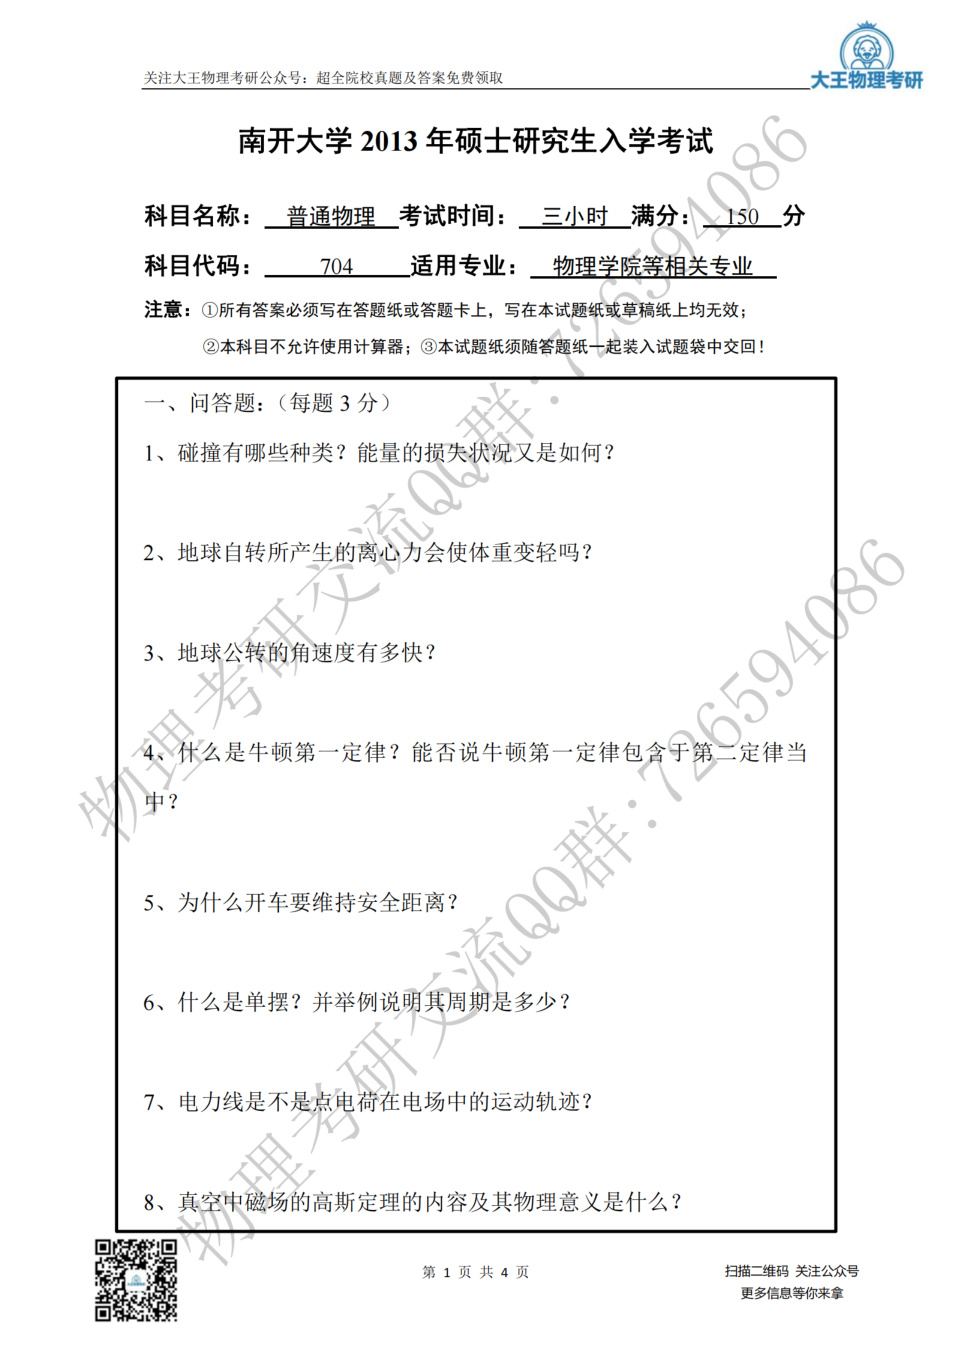 关注大王物理考研公众号：超全院校真题及答案免费领取
大王物理考研
南开大学 2013 年硕士研究生入学考试
科目名称： 普通物理 考试时间： 三小时 满分： 150 分
科目代码： 704 适用专业： 物理学院等相关专业
注意：①所有答案必须写在答题纸或答题卡上，写在本试题纸或草稿纸上均无效；
②本科目不允许使用计算器；③本试题纸须随答题纸一起装入试题袋中交回！
一、问答题：（每题 3 分）
1、碰撞有哪些种类？能量的损失状况又是如何？
2、地球自转所产生的离心力会使体重变轻吗？
3、地球公转的角速度有多快？
4、什么是牛顿第一定律？能否说牛顿第一定律包含于第二定律当
中？
5、为什么开车要维持安全距离？
6、什么是单摆？并举例说明其周期是多少？
7、电力线是不是点电荷在电场中的运动轨迹？
8、真空中磁场的高斯定理的内容及其物理意义是什么？
物理考研交流QQ群：726594086
物理考研交流QQ群：726594086
大王物理考研
第 1 页 共 4 页
扫描二维码 关注公众号
更多信息等你来拿